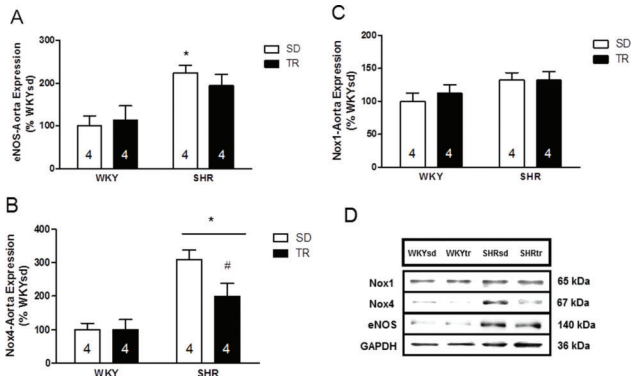 A
eNOS-Aorta Expression
(% WKYsd)
300
200
100
0
*
4
4
4
4
WKY
SHR
SD
TR
C
Nox1-Aorta Expression
(% WKYsd)
200
150
100
50
0
4
4
4
4
WKY
SHR
SD
TR
B
Nox4-Aorta Expression
(% WKYsd)
400
300
200
100
0
*
#
4
4
4
4
WKY
SHR
SD
TR
D
WKYsd WKYtr SHRsd SHRtr
Nox1 65 kDa
Nox4 67 kDa
eNOS 140 kDa
GAPDH 36 kDa